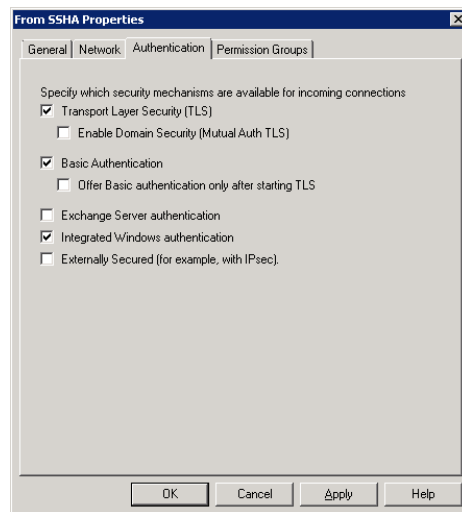 From SSHA Properties
General Network Authentication Permission Groups
Specify which security mechanisms are available for incoming connections
Transport Layer Security (TLS)
Enable Domain Security (Mutual Auth TLS)
Basic Authentication
Offer Basic authentication only after starting TLS
Exchange Server authentication
Integrated Windows authentication
Externally Secured (for example, with IPsec).
OK Cancel Apply Help